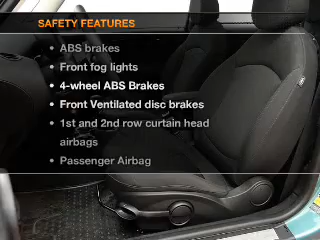 SAFETY FEATURES
• ABS brakes
• Front fog lights
• 4-wheel ABS Brakes
• Front Ventilated disc brakes
• 1st and 2nd row curtain head
airbags
• Passenger Airbag